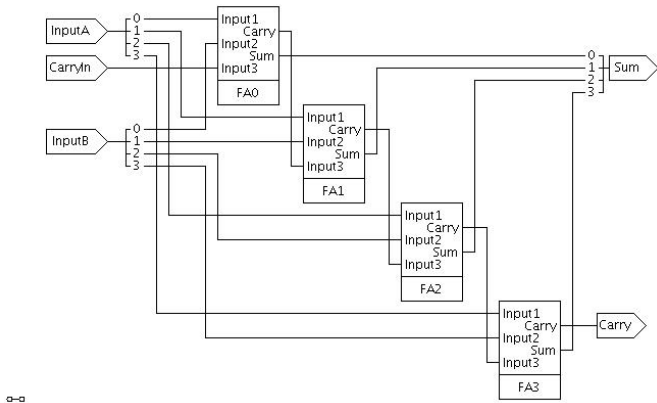 InputA
CarryIn
InputB
0
1
2
3
0
1
2
3
Input1
Carry
Input2
Sum
Input3
FA0
Input1
Carry
Input2
Sum
Input3
FA1
Input1
Carry
Input2
Sum
Input3
FA2
Input1
Carry
Input2
Sum
Input3
FA3
0
1
2
3
Sum
Carry